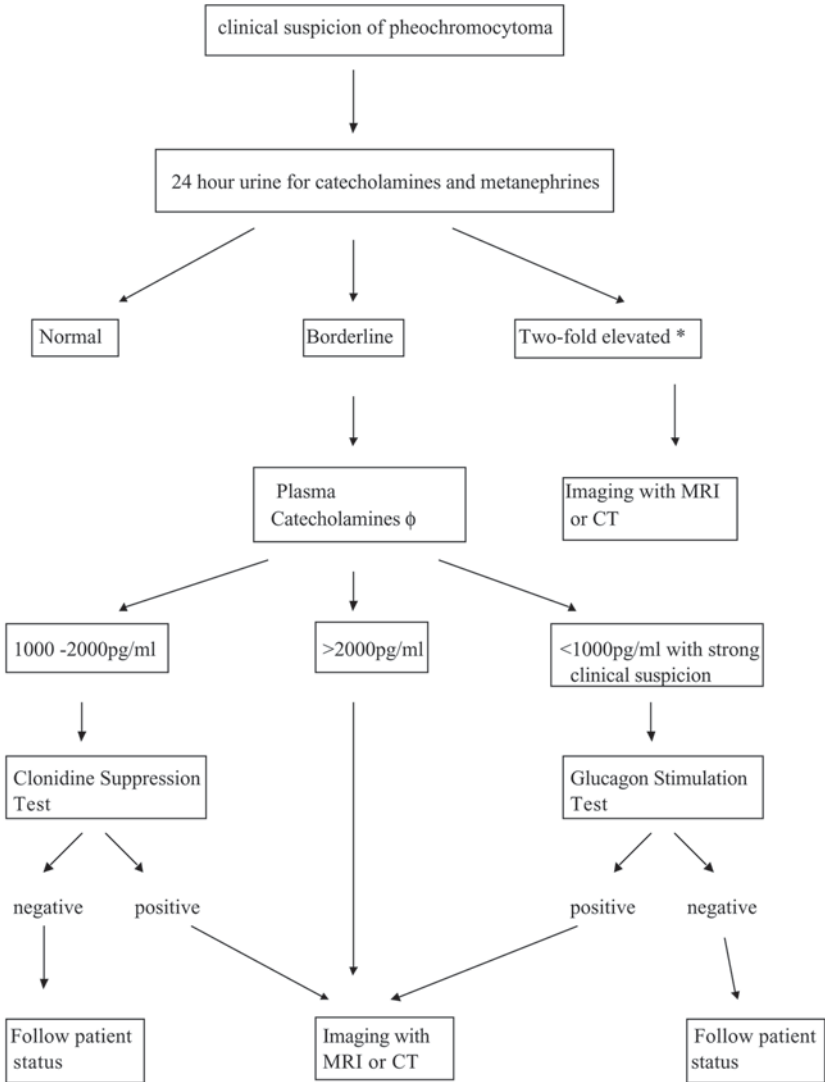 clinical suspicion of pheochromocytoma
24 hour urine for catecholamines and metanephrines
Normal
Borderline
Two-fold elevated *
Plasma
Catecholamines ϕ
Imaging with MRI
or CT
1000 -2000pg/ml
>2000pg/ml
<1000pg/ml with strong
clinical suspicion
Clonidine Suppression
Test
Glucagon Stimulation
Test
negative
positive
positive
negative
Follow patient
status
Imaging with
MRI or CT
Follow patient
status